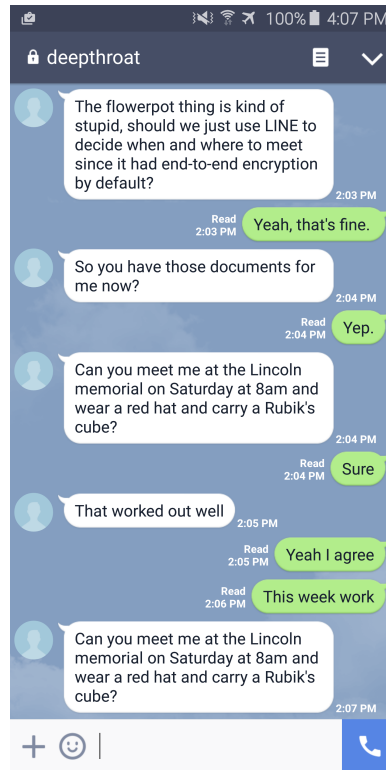 100% 4:07 PM
deepthroat
The flowerpot thing is kind of
stupid, should we just use LINE to
decide when and where to meet
since it had end-to-end encryption
by default?
2:03 PM
Read
2:03 PM
Yeah, that's fine.
So you have those documents for
me now?
2:04 PM
Read
2:04 PM
Yep.
Can you meet me at the Lincoln
memorial on Saturday at 8am and
wear a red hat and carry a Rubik's
cube?
2:04 PM
Read
2:04 PM
Sure
That worked out well
2:05 PM
Read
2:05 PM
Yeah I agree
Read
2:06 PM
This week work
Can you meet me at the Lincoln
memorial on Saturday at 8am and
wear a red hat and carry a Rubik's
cube?
2:07 PM